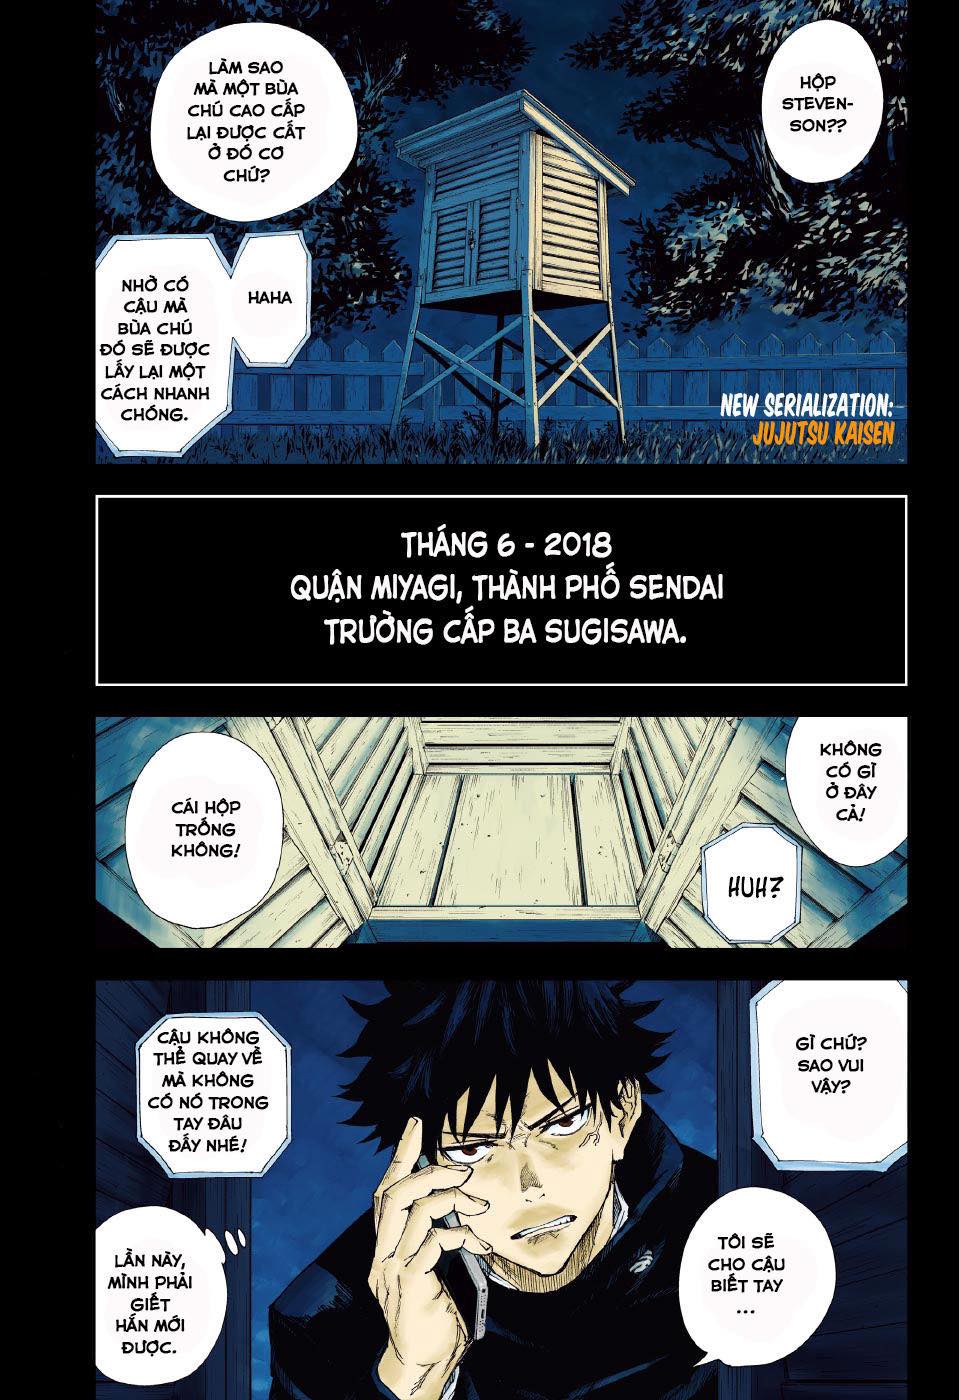 HỘP
STEVEN-
SON??
LÀM SAO
MÀ MỘT BÙA
CHÚ CAO CẤP
LẠI ĐƯỢC CẤT
Ở ĐÓ CƠ
CHỨ?
HAHA
NHỜ CÓ
CẬU MÀ
BÙA CHÚ
ĐÓ SẼ ĐƯỢC
LẤY LẠI MỘT
CÁCH NHANH
CHÓNG.
NEW SERIALIZATION:
JUJUTSU KAISEN
THÁNG 6 - 2018
QUẬN MIYAGI, THÀNH PHỐ SENDAI
TRƯỜNG CẤP BA SUGISAWA.
KHÔNG
CÓ GÌ
Ở ĐÂY
CẢ!
HUH?
CÁI HỘP
TRỐNG
KHÔNG!
GÌ CHỨ?
SAO VUI
VẬY?
CẬU KHÔNG
THỂ QUAY VỀ
MÀ KHÔNG
CÓ NÓ TRONG
TAY ĐÂU
ĐẤY NHÉ!
TÔI SẼ
CHO CẬU
BIẾT TAY
...
LẦN NÀY,
MÌNH PHẢI
GIẾT
HẮN MỚI
ĐƯỢC.